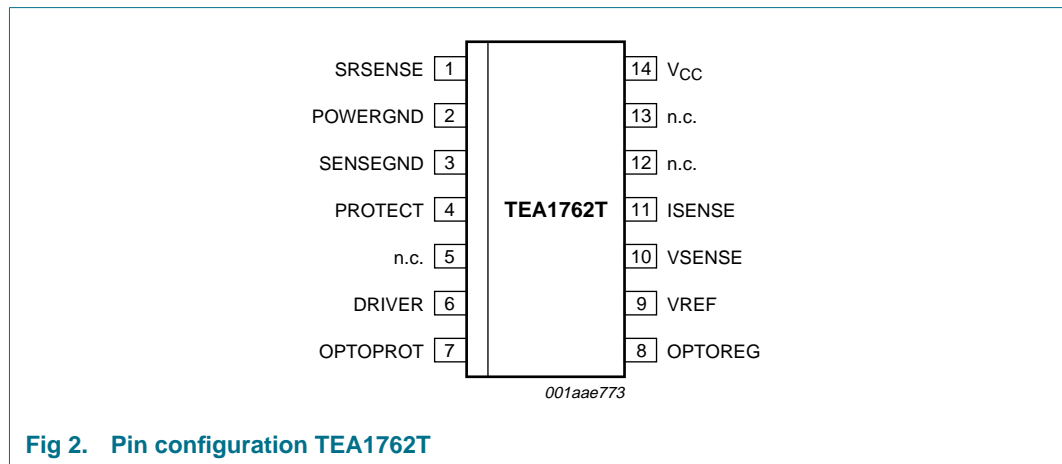 SRSENSE 1 14 VCC
POWERGND 2 13 n.c.
SENSEGND 3 12 n.c.
PROTECT 4 TEA1762T 11 ISENSE
n.c. 5 10 VSENSE
DRIVER 6 9 VREF
OPTOPROT 7 8 OPTOREG
001aae773
Fig 2. Pin configuration TEA1762T